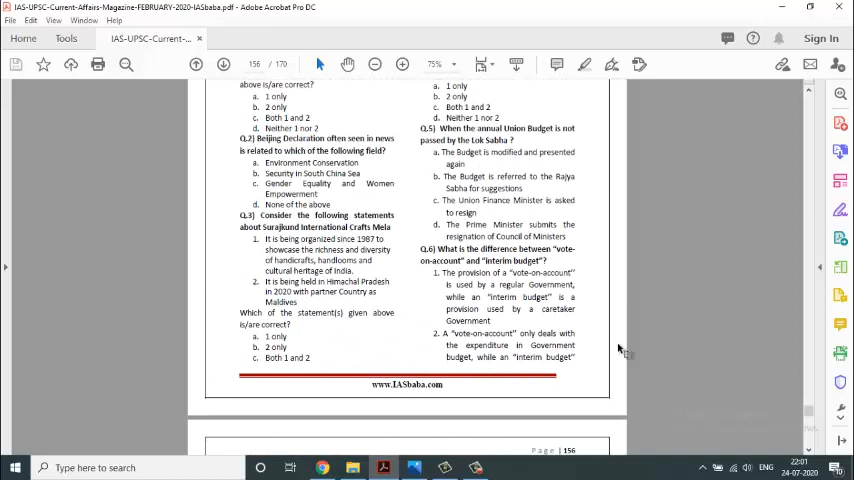 IAS-UPSC-Current-Affairs-Magazine-FEBRUARY-2020-IASbaba.pdf - Adobe Acrobat Pro DC
File Edit View Window Help
Home Tools IAS-UPSC-Current-... × Sign In
156 / 170 75%
above is/are correct?
a. 1 only
b. 2 only
c. Both 1 and 2
d. Neither 1 nor 2
Q.2) Beijing Declaration often seen in news
is related to which of the following field?
a. Environment Conservation
b. Security in South China Sea
c. Gender Equality and Women
Empowerment
d. None of the above
Q.3) Consider the following statements
about Surajkund International Crafts Mela
1. It is being organized since 1987 to
showcase the richness and diversity
of handicrafts, handlooms and
cultural heritage of India.
2. It is being held in Himachal Pradesh
in 2020 with partner Country as
Maldives
Which of the statement(s) given above
is/are correct?
a. 1 only
b. 2 only
c. Both 1 and 2
a. 1 only
b. 2 only
c. Both 1 and 2
d. Neither 1 nor 2
Q.5) When the annual Union Budget is not
passed by the Lok Sabha ?
a. The Budget is modified and presented
again
b. The Budget is referred to the Rajya
Sabha for suggestions
c. The Union Finance Minister is asked
to resign
d. The Prime Minister submits the
resignation of Council of Ministers
Q.6) What is the difference between "vote-
on-account" and "interim budget"?
1. The provision of a "vote-on-account"
is used by a regular Government,
while an "interim budget" is a
provision used by a caretaker
Government
2. A "vote-on-account" only deals with
the expenditure in Government
budget, while an "interim budget"
www.IASbaba.com
Page | 156
Type here to search
ENG
22:01
24-07-2020
10